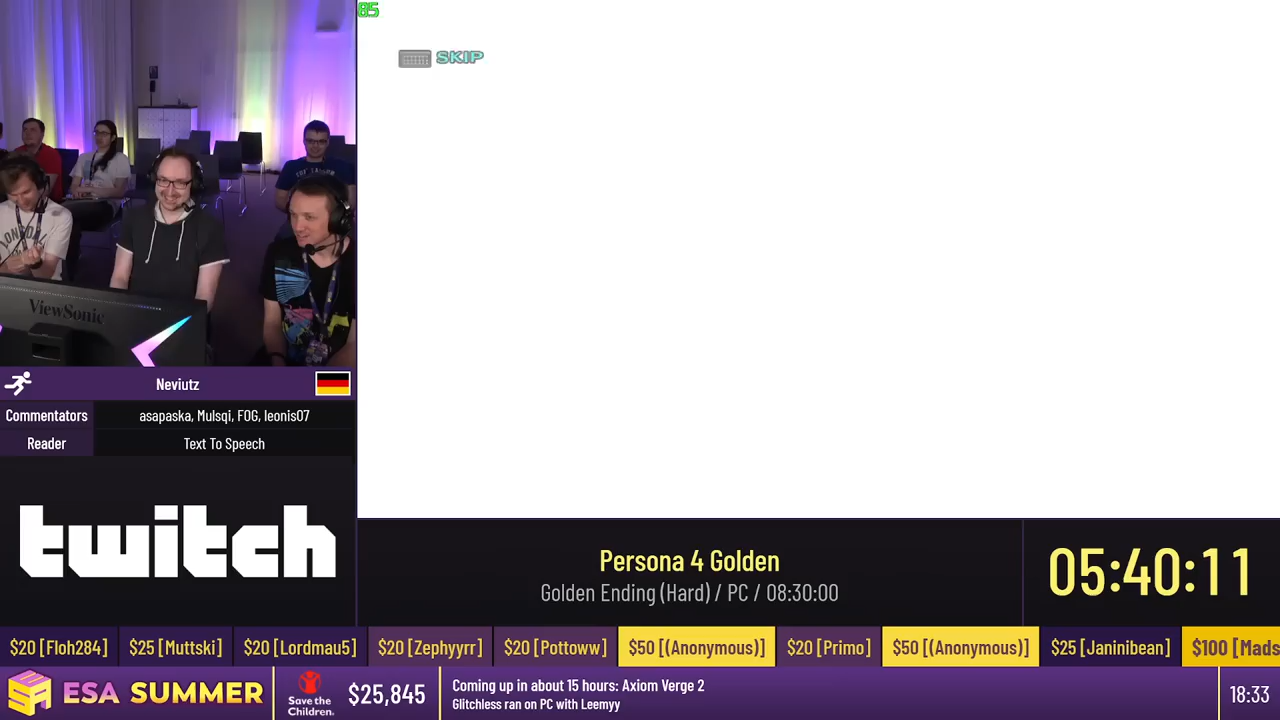 85
SKIP
ViewSonic
Neviutz
Commentators asapaska, Mulsqi, FOG, leonis07
Reader Text To Speech
twitch
Persona 4 Golden
Golden Ending (Hard) / PC / 08:30:00
05:40:11
$20 [Floh284] $25 [Muttski] $20 [Lordmau5] $20 [Zephyyrr] $20 [Pottoww] $50 [(Anonymous)] $20 [Primo] $50 [(Anonymous)] $25 [Janinibean] $100 [Mads
ESA SUMMER
Save the
Children.
$25,845
Coming up in about 15 hours: Axiom Verge 2
Glitchless ran on PC with Leemyy
18:33